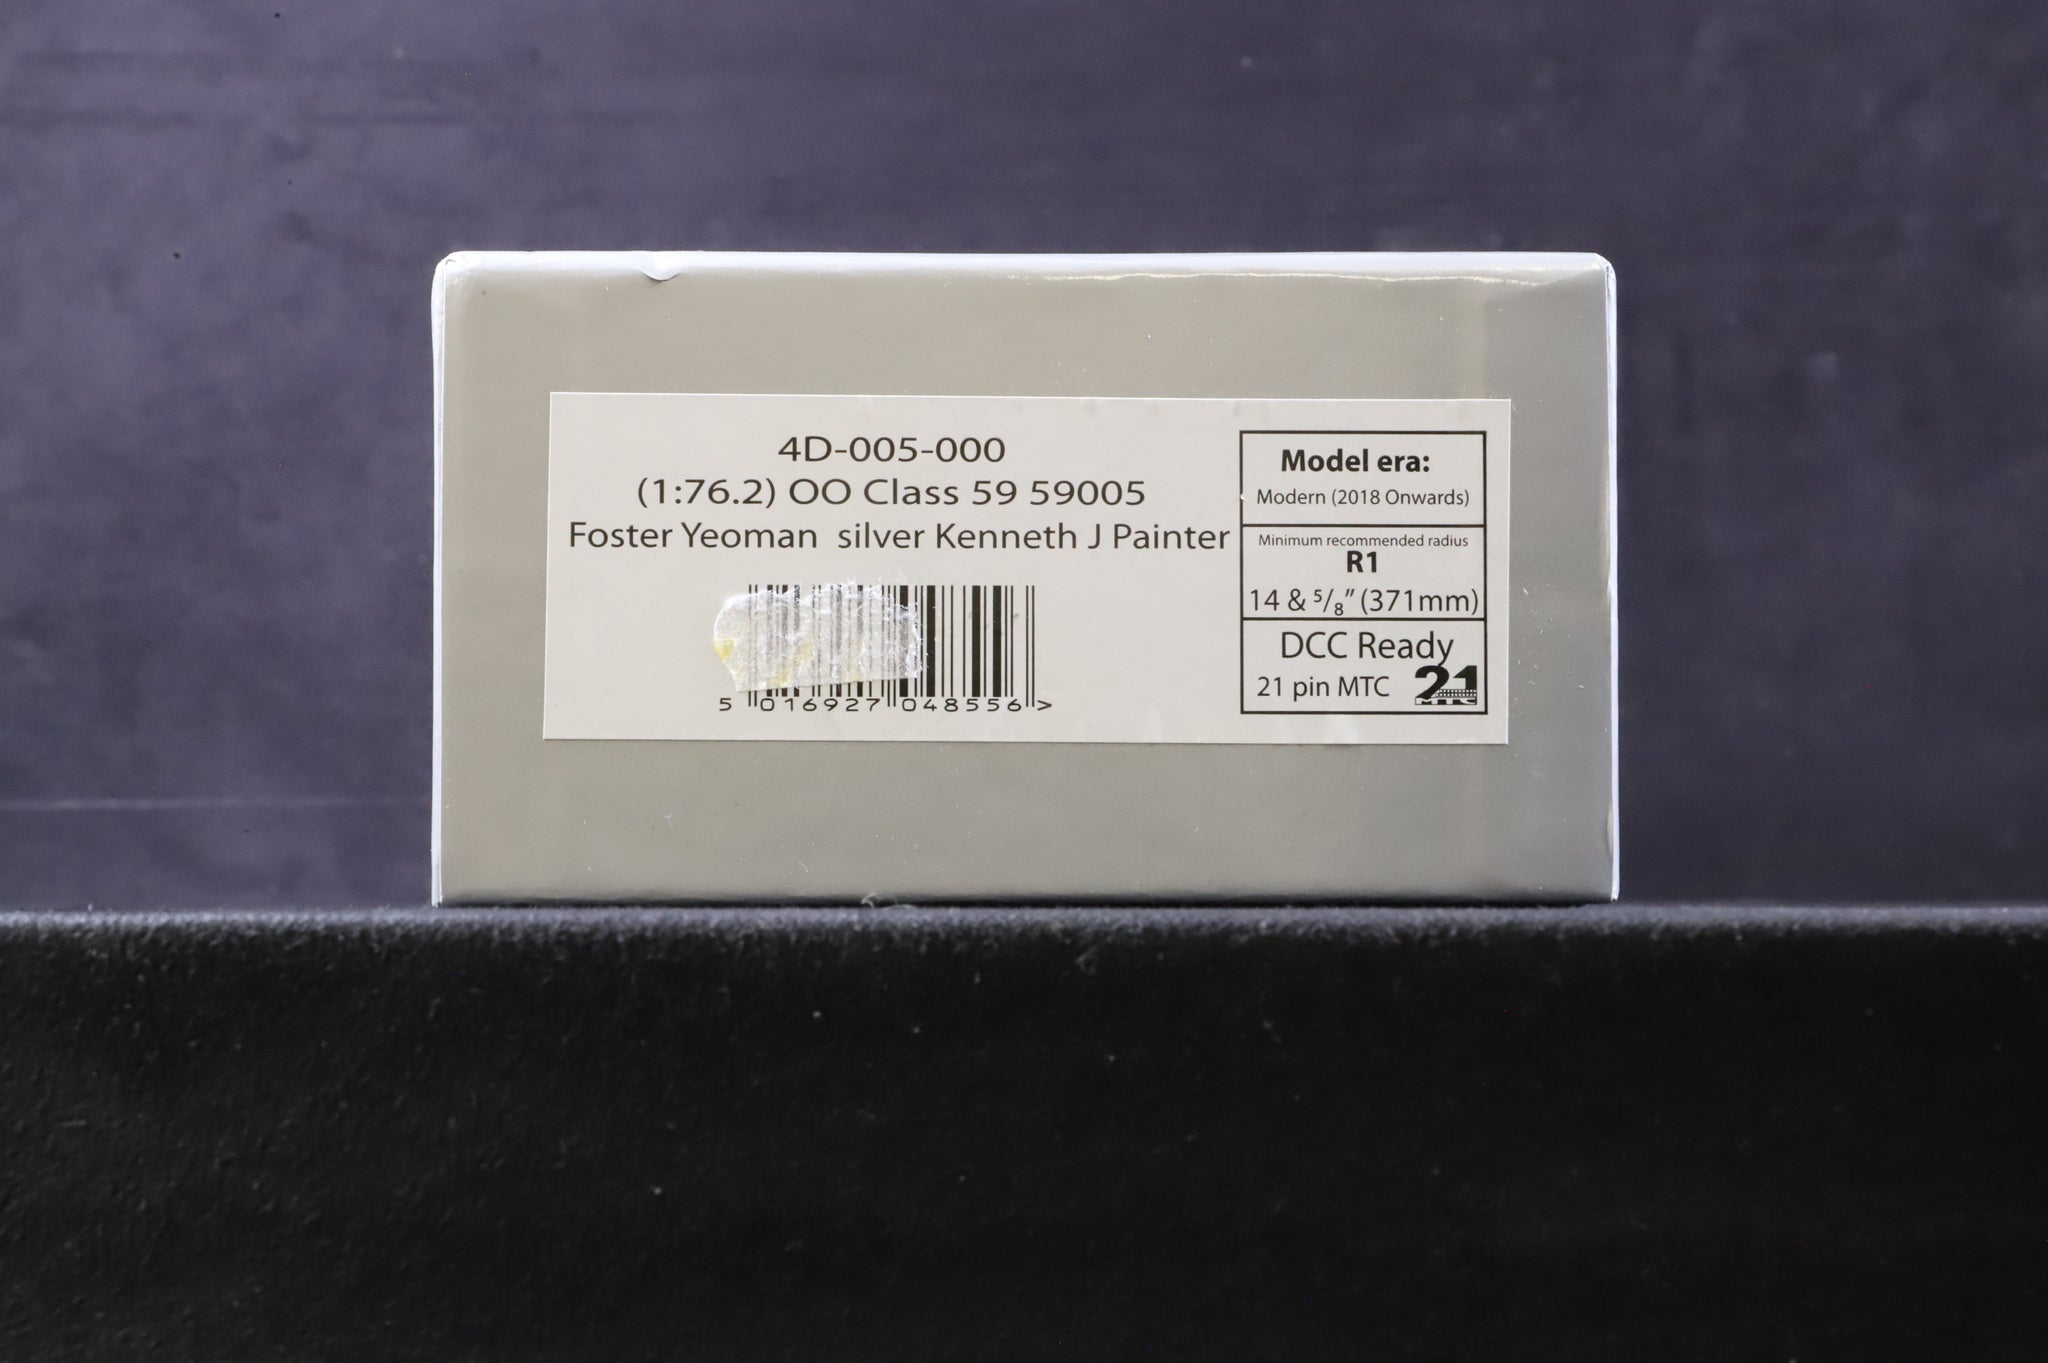 4D-005-000
(1:76.2) OO Class 59 59005
Foster Yeoman  silver Kenneth J Painter
5 016927 048556 >
Model era:
Modern (2018 Onwards)
Minimum recommended radius
R1
14 & 5/8” (371mm)
DCC Ready
21 pin MTC
21
MTC